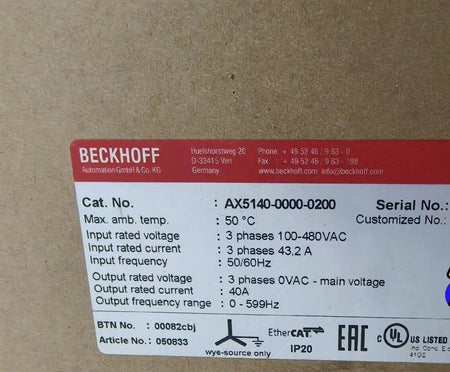 BECKHOFF
Automation GmbH & Co. KG
Huelshorstweg 20
D-33415 Verl
Germany
Phone: + 49 52 46 / 9 63 - 0
Fax : + 49 52 46 / 9 63 - 198
www.beckhoff.com info@beckhoff.com
Cat. No. : AX5140-0000-0200 Serial No.:
Max. amb. temp. : 50 °C Customized No.:
Input rated voltage : 3 phases 100-480VAC
Input rated current : 3 phases 43,2 A
Input frequency : 50/60Hz
Output rated voltage : 3 phases 0VAC - main voltage
Output rated current : 40A
Output frequency range : 0 - 599Hz
BTN No. : 00082cbj
Article No. : 050833
wye-source only
EtherCAT
IP20
EAC
c UL US LISTED
Ind. Cont. E